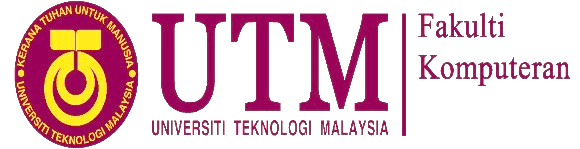 KERANA TUHAN UNTUK MANUSIA
UNIVERSITI TEKNOLOGI MALAYSIA
UTM
UNIVERSITI TEKNOLOGI MALAYSIA
Fakulti
Komputeran